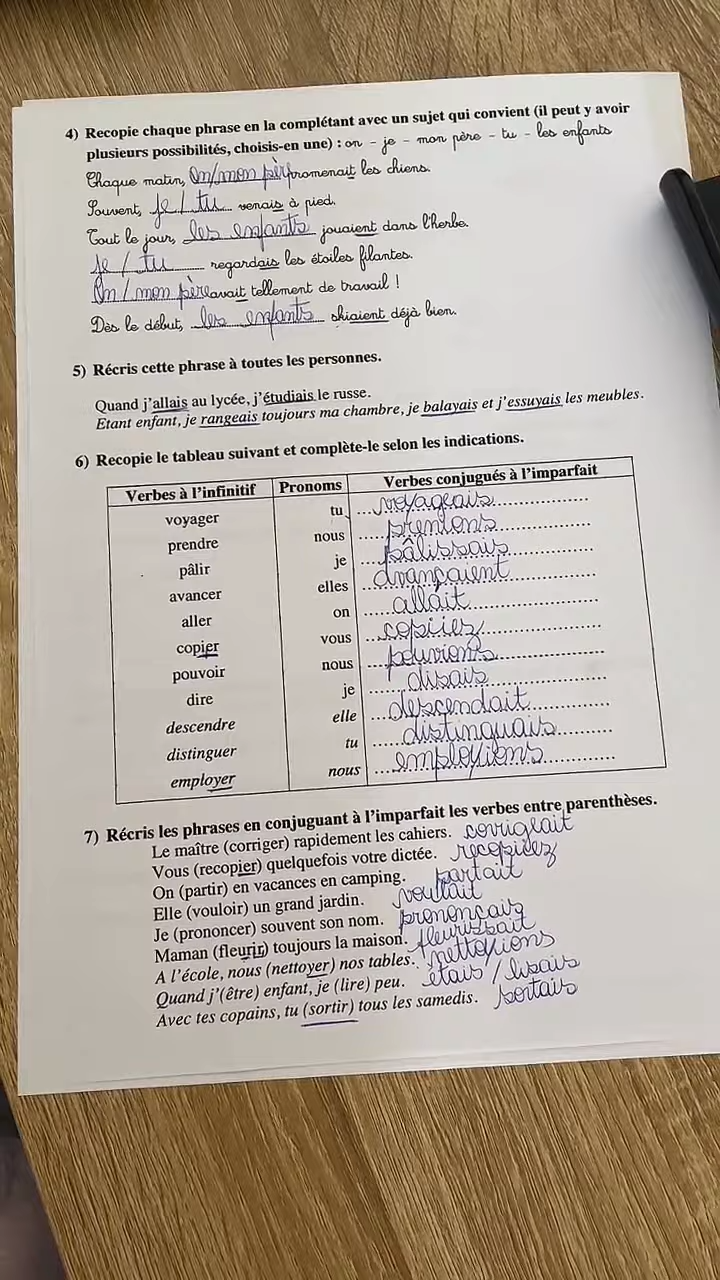 4) Recopie chaque phrase en la complétant avec un sujet qui convient (il peut y avoir
plusieurs possibilités, choisis-en une) : on - je - mon père - tu - les enfants
Chaque matin, On/mon père promenait les chiens.
Souvent, je / tu venais à pied.
Tout le jour, les enfants jouaient dans l'herbe.
je / tu regardais les étoiles filantes.
On / mon père avait tellement de travail !
Dès le début, les enfants skiaient déjà bien.
5) Récris cette phrase à toutes les personnes.
Quand j'allais au lycée, j'étudiais le russe.
Etant enfant, je rangeais toujours ma chambre, je balayais et j'essuyais les meubles.
6) Recopie le tableau suivant et complète-le selon les indications.
Verbes à l'infinitif Pronoms Verbes conjugués à l'imparfait
voyager tu voyageais
prendre nous prenions
pâlir je pâlissais
avancer elles avançaient
aller on allait
copier vous copiiez
pouvoir nous pouvions
dire je disais
descendre elle descendait
distinguer tu distinguais
employer nous employions
7) Récris les phrases en conjuguant à l'imparfait les verbes entre parenthèses.
Le maître (corriger) rapidement les cahiers. corrigeait
Vous (recopier) quelquefois votre dictée. recopiiez
On (partir) en vacances en camping. partait
Elle (vouloir) un grand jardin. voulait
Je (prononcer) souvent son nom. prononçais
Maman (fleurir) toujours la maison. fleurissait
A l'école, nous (nettoyer) nos tables. nettoyions
Quand j'(être) enfant, je (lire) peu. étais / lisais
Avec tes copains, tu (sortir) tous les samedis. sortais